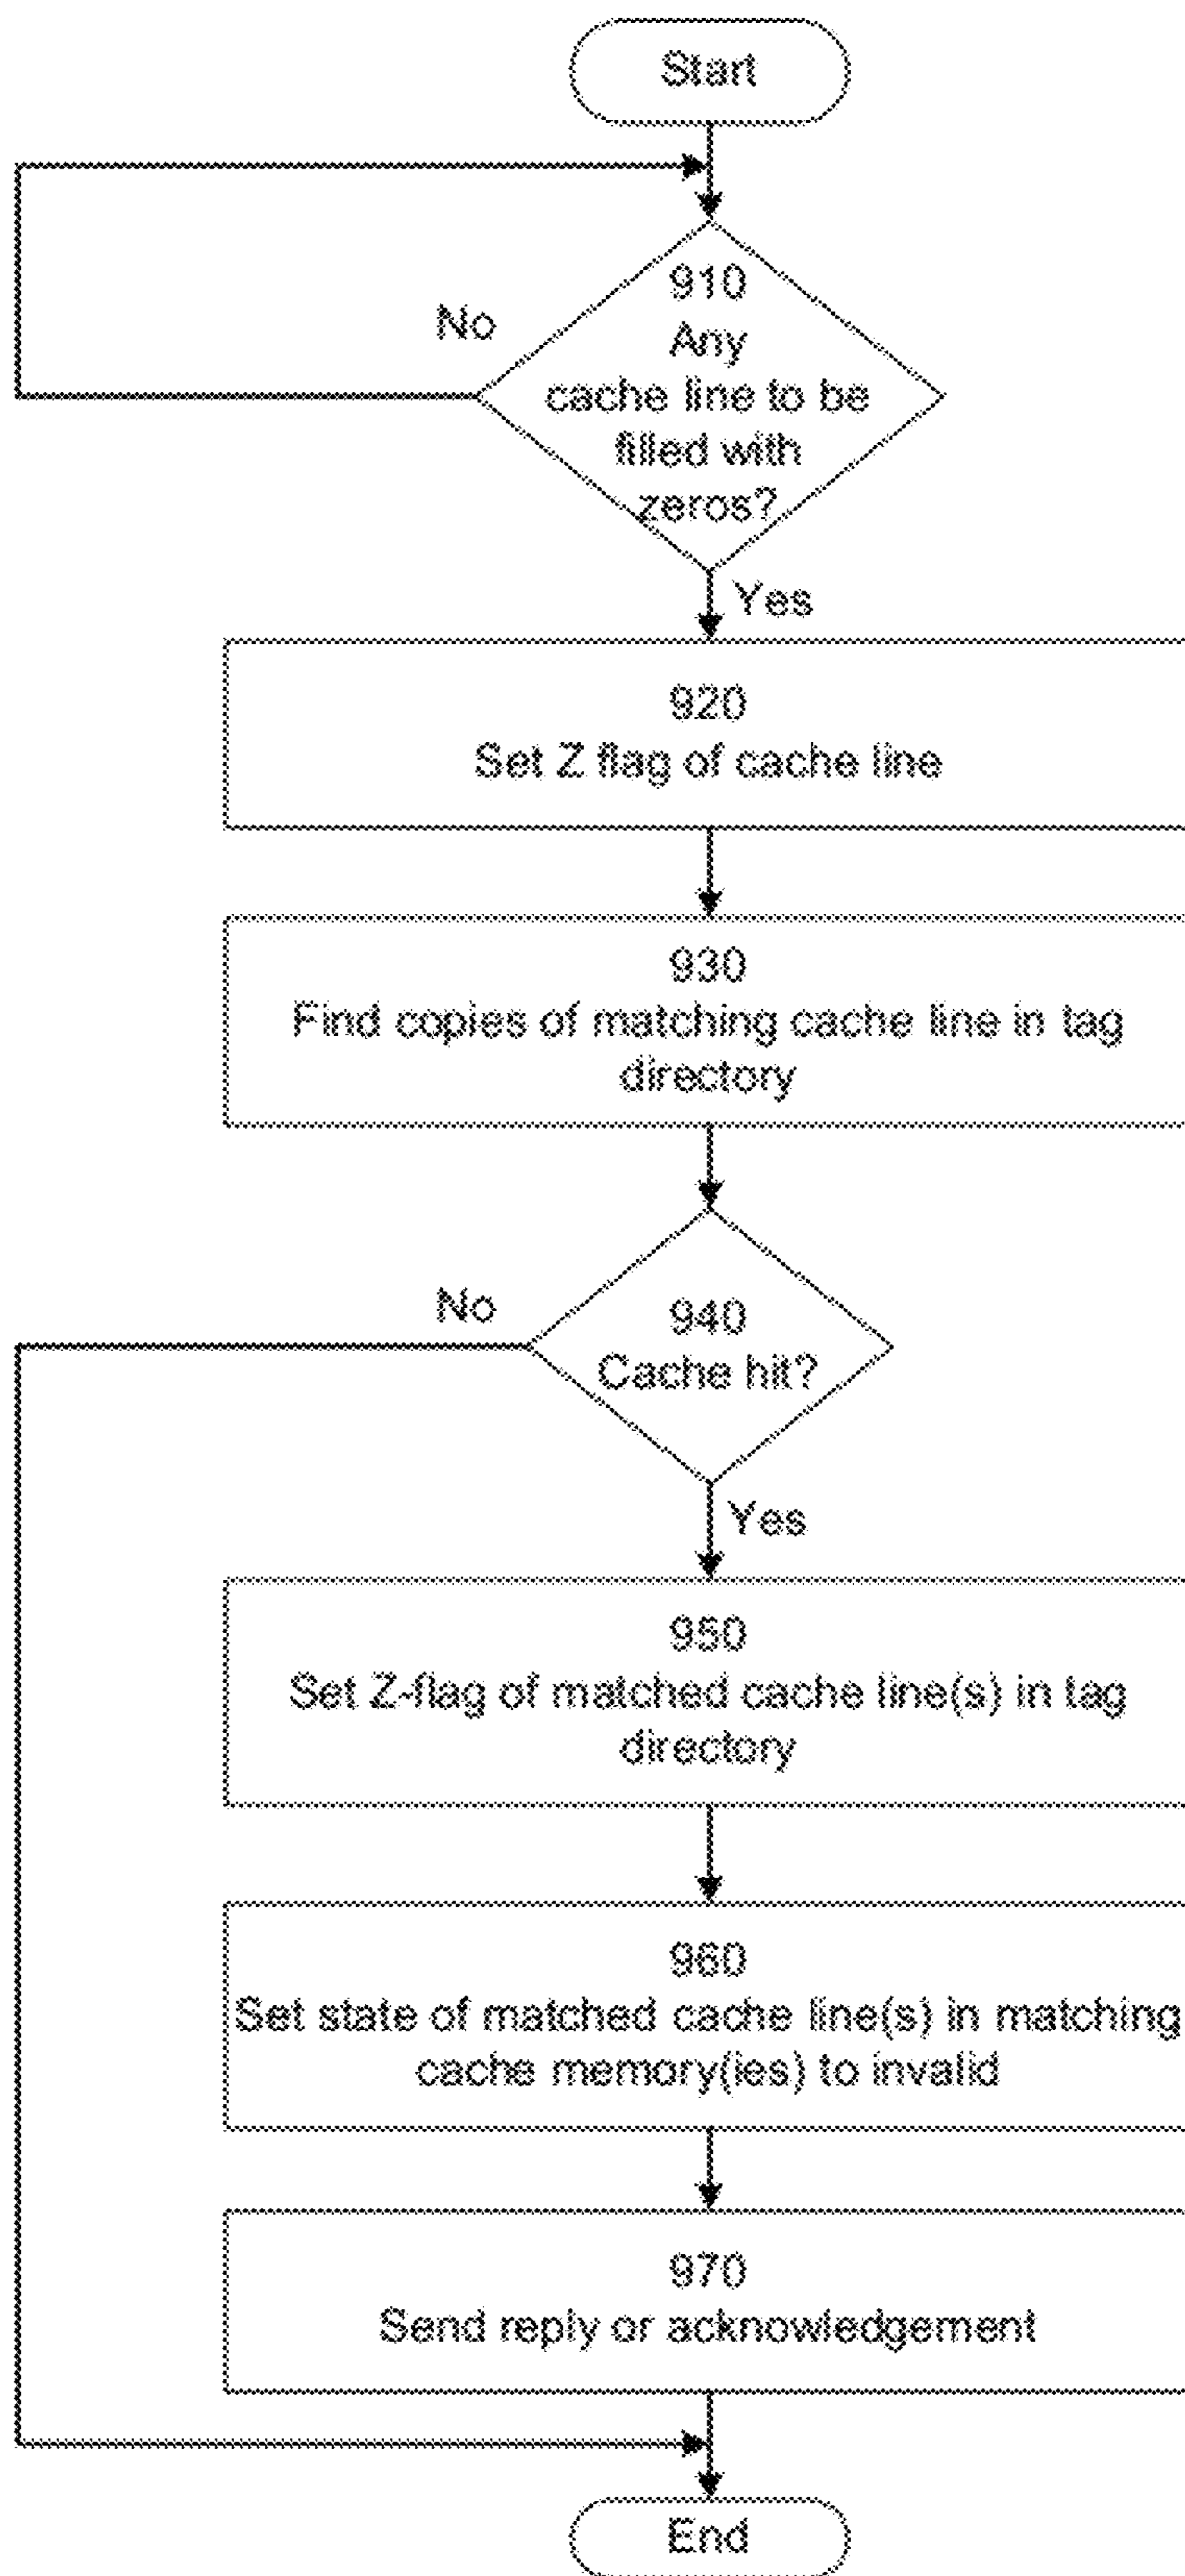 Start
910
Any
cache line to be
filled with
zeros?
No
Yes
920
Set Z flag of cache line
930
Find copies of matching cache line in tag
directory
940
Cache hit?
No
Yes
950
Set Z-flag of matched cache line(s) in tag
directory
960
Set state of matched cache line(s) in matching
cache memory(ies) to invalid
970
Send reply or acknowledgement
End